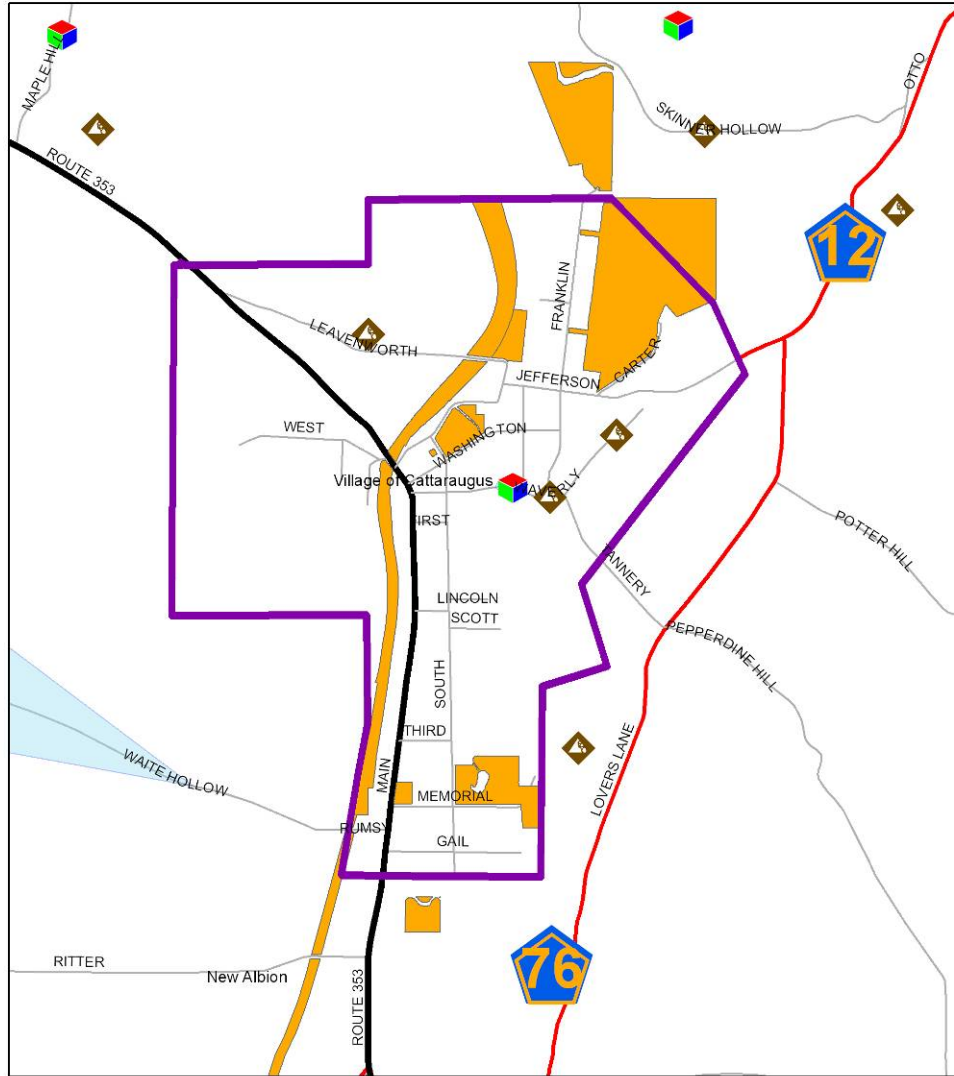 MAPLE HILL
OTTO
SKINNER HOLLOW
ROUTE 353
12
FRANKLIN
LEAVENWORTH
CARTER
JEFFERSON
WEST
WASHINGTON
Village of Cattaraugus
WAVERLY
FIRST
POTTER HILL
TANNERY
LINCOLN
SCOTT
PEPPERDINE HILL
SOUTH
THIRD
WAITE HOLLOW
MAIN
LOVERS LANE
MEMORIAL
RUMSY
GAIL
76
RITTER
New Albion
ROUTE 353